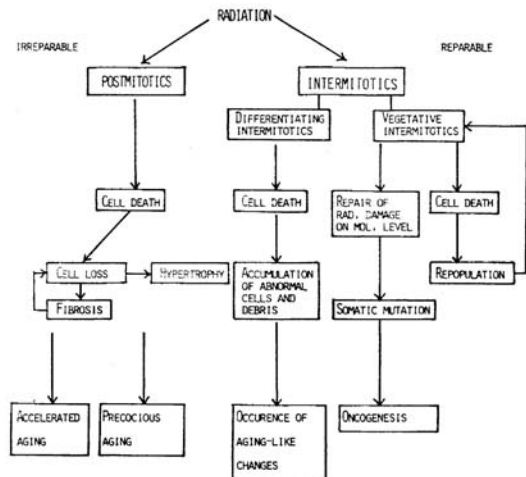 RADIATION
IRREPARABLE
REPARABLE
POSTMITOTICS
INTERMITOTICS
DIFFERENTIATING
INTERMITOTICS
VEGETATIVE
INTERMITOTICS
CELL DEATH
CELL DEATH
REPAIR OF
RAD. DAMAGE
ON MOL. LEVEL
CELL DEATH
CELL LOSS
HYPERTROPHY
ACCUMULATION
OF ABNORMAL
CELLS AND
DEBRIS
REPOPULATION
FIBROSIS
SOMATIC MUTATION
ACCELERATED
AGING
PRECOCIOUS
AGING
OCCURENCE OF
AGING-LIKE
CHANGES
ONCOGENESIS